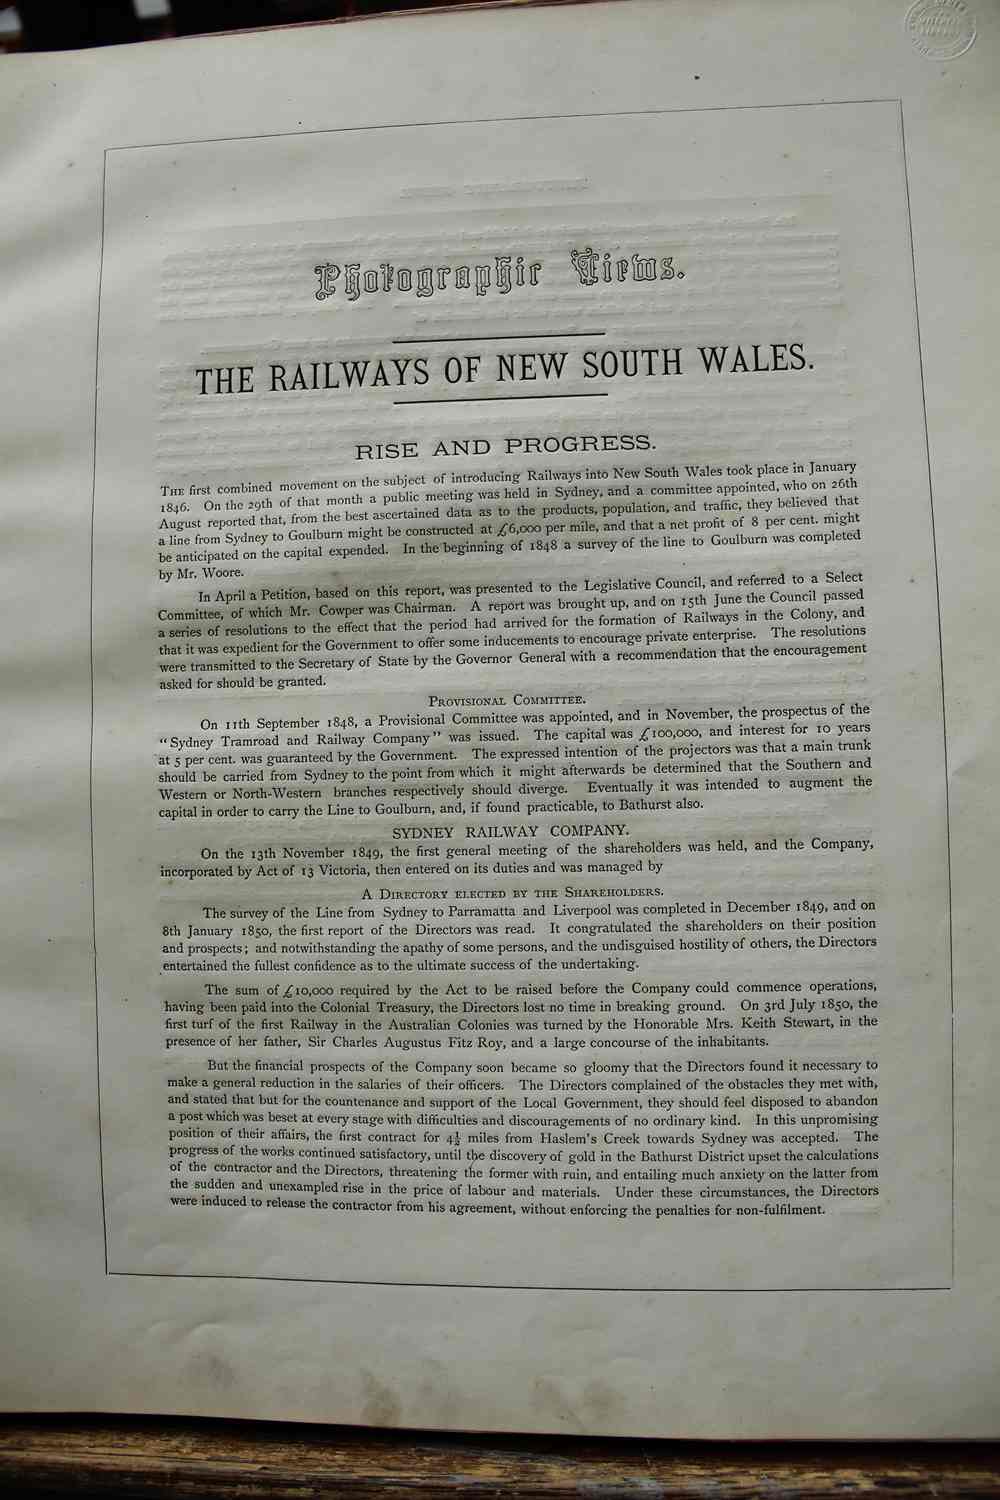 Photographic Views.
THE RAILWAYS OF NEW SOUTH WALES.
RISE AND PROGRESS.
THE first combined movement on the subject of introducing Railways into New South Wales took place in January
1846. On the 29th of that month a public meeting was held in Sydney, and a committee appointed, who on 26th
August reported that, from the best ascertained data as to the products, population, and traffic, they believed that
a line from Sydney to Goulburn might be constructed at £6,000 per mile, and that a net profit of 8 per cent. might
be anticipated on the capital expended. In the beginning of 1848 a survey of the line to Goulburn was completed
by Mr. Woore.
In April a Petition, based on this report, was presented to the Legislative Council, and referred to a Select
Committee, of which Mr. Cowper was Chairman. A report was brought up, and on 15th June the Council passed
a series of resolutions to the effect that the period had arrived for the formation of Railways in the Colony, and
that it was expedient for the Government to offer some inducements to encourage private enterprise. The resolutions
were transmitted to the Secretary of State by the Governor General with a recommendation that the encouragement
asked for should be granted.
PROVISIONAL COMMITTEE.
On 11th September 1848, a Provisional Committee was appointed, and in November, the prospectus of the
"Sydney Tramroad and Railway Company" was issued. The capital was £100,000, and interest for 10 years
at 5 per cent. was guaranteed by the Government. The expressed intention of the projectors was that a main trunk
should be carried from Sydney to the point from which it might afterwards be determined that the Southern and
Western or North-Western branches respectively should diverge. Eventually it was intended to augment the
capital in order to carry the Line to Goulburn, and, if found practicable, to Bathurst also.
SYDNEY RAILWAY COMPANY.
On the 13th November 1849, the first general meeting of the shareholders was held, and the Company,
incorporated by Act of 13 Victoria, then entered on its duties and was managed by
A DIRECTORY ELECTED BY THE SHAREHOLDERS.
The survey of the Line from Sydney to Parramatta and Liverpool was completed in December 1849, and on
8th January 1850, the first report of the Directors was read. It congratulated the shareholders on their position
and prospects; and notwithstanding the apathy of some persons, and the undisguised hostility of others, the Directors
entertained the fullest confidence as to the ultimate success of the undertaking.
The sum of £10,000 required by the Act to be raised before the Company could commence operations,
having been paid into the Colonial Treasury, the Directors lost no time in breaking ground. On 3rd July 1850, the
first turf of the first Railway in the Australian Colonies was turned by the Honorable Mrs. Keith Stewart, in the
presence of her father, Sir Charles Augustus Fitz Roy, and a large concourse of the inhabitants.
But the financial prospects of the Company soon became so gloomy that the Directors found it necessary to
make a general reduction in the salaries of their officers. The Directors complained of the obstacles they met with,
and stated that but for the countenance and support of the Local Government, they should feel disposed to abandon
a post which was beset at every stage with difficulties and discouragements of no ordinary kind. In this unpromising
position of their affairs, the first contract for 4½ miles from Haslem's Creek towards Sydney was accepted. The
progress of the works continued satisfactory, until the discovery of gold in the Bathurst District upset the calculations
of the contractor and the Directors, threatening the former with ruin, and entailing much anxiety on the latter from
the sudden and unexampled rise in the price of labour and materials. Under these circumstances, the Directors
were induced to release the contractor from his agreement, without enforcing the penalties for non-fulfilment.